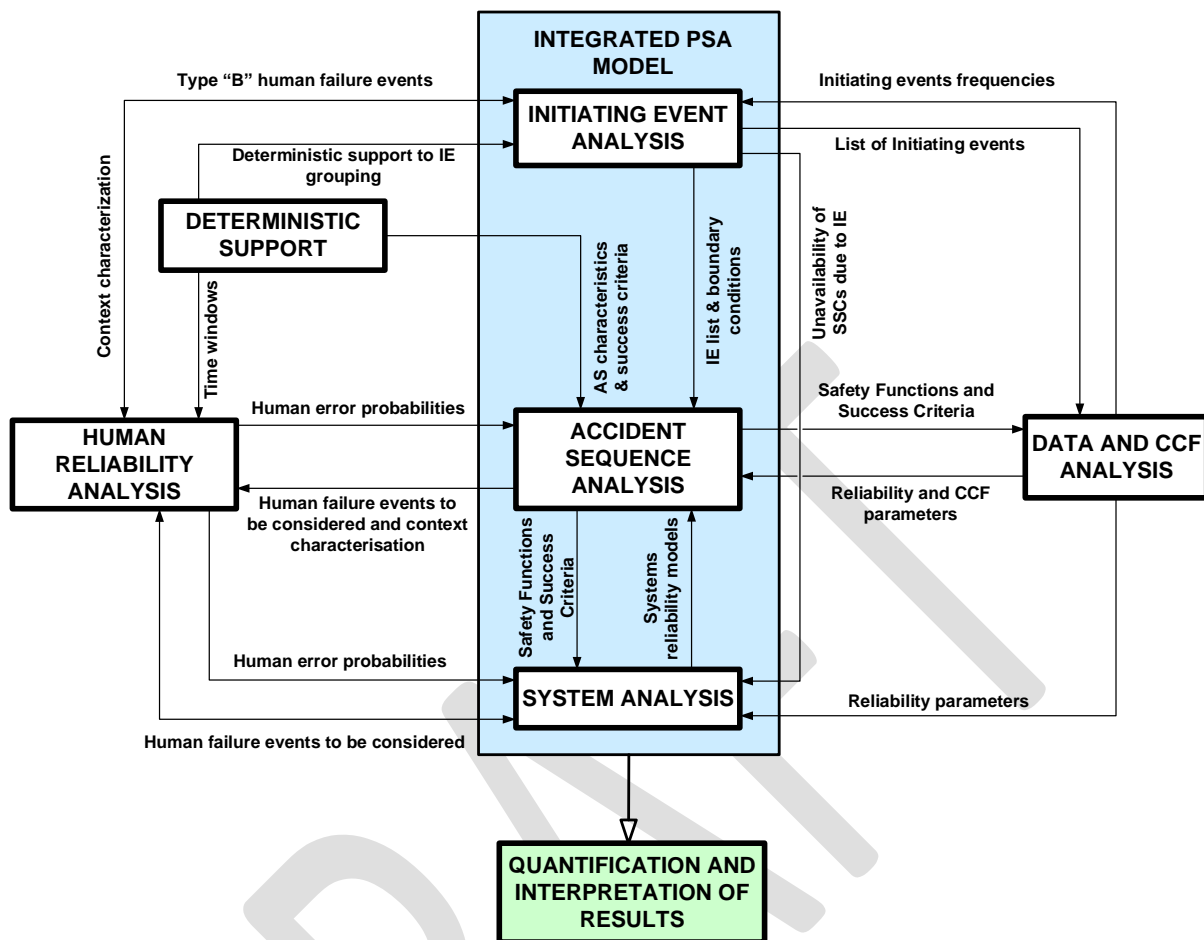 INTEGRATED PSA
MODEL
Type “B” human failure events
Initiating events frequencies
INITIATING EVENT
ANALYSIS
List of Initiating events
Deterministic support to IE
grouping
DETERMINISTIC
SUPPORT
Context characterization
Time windows
AS characteristics
& success criteria
IE list & boundary
conditions
Unavailability of
SSCs due to IE
Human error probabilities
Safety Functions and
Success Criteria
HUMAN
RELIABILITY
ANALYSIS
ACCIDENT
SEQUENCE
ANALYSIS
DATA AND CCF
ANALYSIS
Human failure events to
be considered and context
characterisation
Reliability and CCF
parameters
Safety Functions
and Success
Criteria
Systems
reliability models
Human error probabilities
SYSTEM ANALYSIS
Reliability parameters
Human failure events to be considered
QUANTIFICATION AND
INTERPRETATION OF
RESULTS
DRAFT